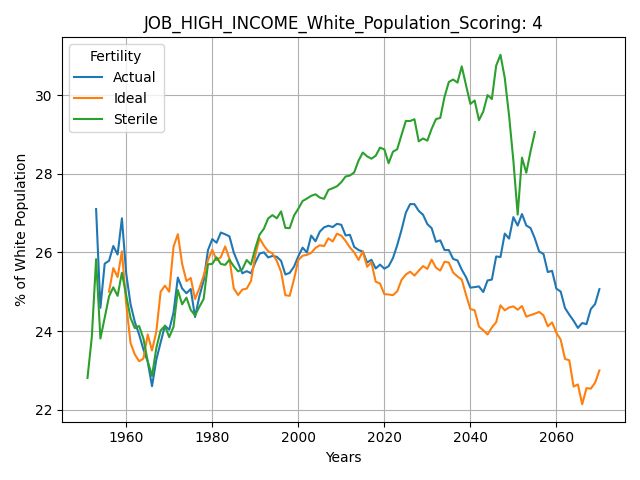 JOB_HIGH_INCOME_White_Population_Scoring: 4
Fertility
Actual
Ideal
Sterile
% of White Population
30
28
26
24
22
1960
1980
2000
2020
2040
2060
Years